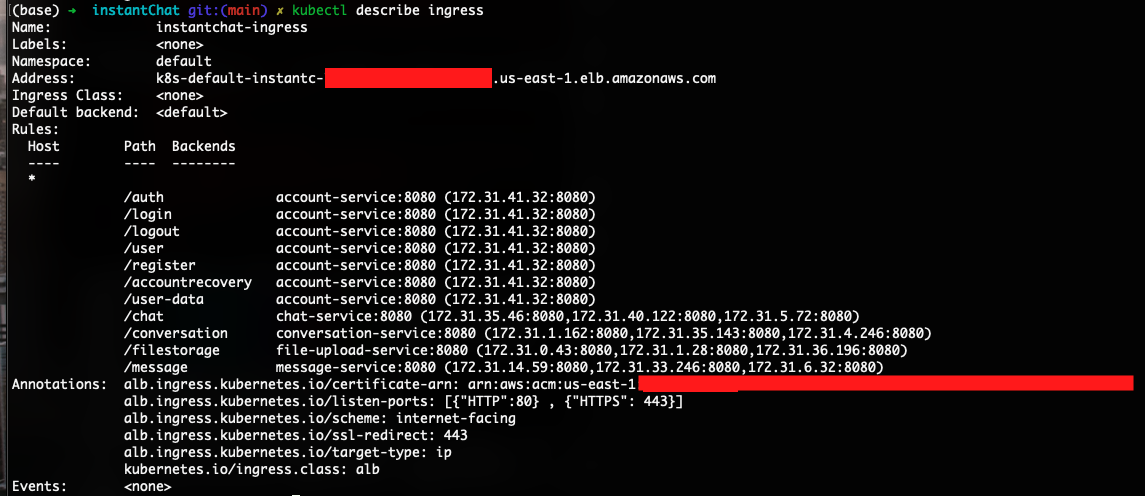 (base) → instantChat git:(main) ✗ kubectl describe ingress
Name:             instantchat-ingress
Labels:           <none>
Namespace:        default
Address:          k8s-default-instantc- .us-east-1.elb.amazonaws.com
Ingress Class:    <none>
Default backend:  <default>
Rules:
  Host        Path  Backends
  ----        ----  --------
  *
              /auth              account-service:8080 (172.31.41.32:8080)
              /login             account-service:8080 (172.31.41.32:8080)
              /logout            account-service:8080 (172.31.41.32:8080)
              /user              account-service:8080 (172.31.41.32:8080)
              /register          account-service:8080 (172.31.41.32:8080)
              /accountrecovery   account-service:8080 (172.31.41.32:8080)
              /user-data         account-service:8080 (172.31.41.32:8080)
              /chat              chat-service:8080 (172.31.35.46:8080,172.31.40.122:8080,172.31.5.72:8080)
              /conversation      conversation-service:8080 (172.31.1.162:8080,172.31.35.143:8080,172.31.4.246:8080)
              /filestorage       file-upload-service:8080 (172.31.0.43:8080,172.31.1.28:8080,172.31.36.196:8080)
              /message           message-service:8080 (172.31.14.59:8080,172.31.33.246:8080,172.31.6.32:8080)
Annotations:  alb.ingress.kubernetes.io/certificate-arn: arn:aws:acm:us-east-1:
              alb.ingress.kubernetes.io/listen-ports: [{"HTTP":80} , {"HTTPS": 443}]
              alb.ingress.kubernetes.io/scheme: internet-facing
              alb.ingress.kubernetes.io/ssl-redirect: 443
              alb.ingress.kubernetes.io/target-type: ip
              kubernetes.io/ingress.class: alb
Events:       <none>